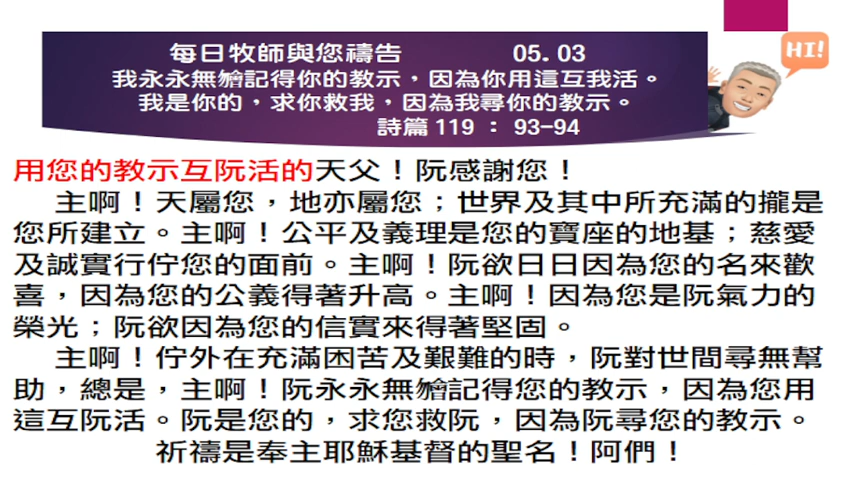 每日牧師與您禱告 05.03
我永永無𣍐記得你的教示，因為你用這互我活。
我是你的，求你救我，因為我尋你的教示。
詩篇 119 ： 93-94
HI!
用您的教示互阮活的天父！阮感謝您！
主啊！天屬您，地亦屬您；世界及其中所充滿的攏是
您所建立。主啊！公平及義理是您的寶座的地基；慈愛
及誠實行佇您的面前。主啊！阮欲日日因為您的名來歡
喜，因為您的公義得著升高。主啊！因為您是阮氣力的
榮光；阮欲因為您的信實來得著堅固。
主啊！佇外在充滿困苦及艱難的時，阮對世間尋無幫
助，總是，主啊！阮永永無𣍐記得您的教示，因為您用
這互阮活。阮是您的，求您救阮，因為阮尋您的教示。
祈禱是奉主耶穌基督的聖名！阿們！